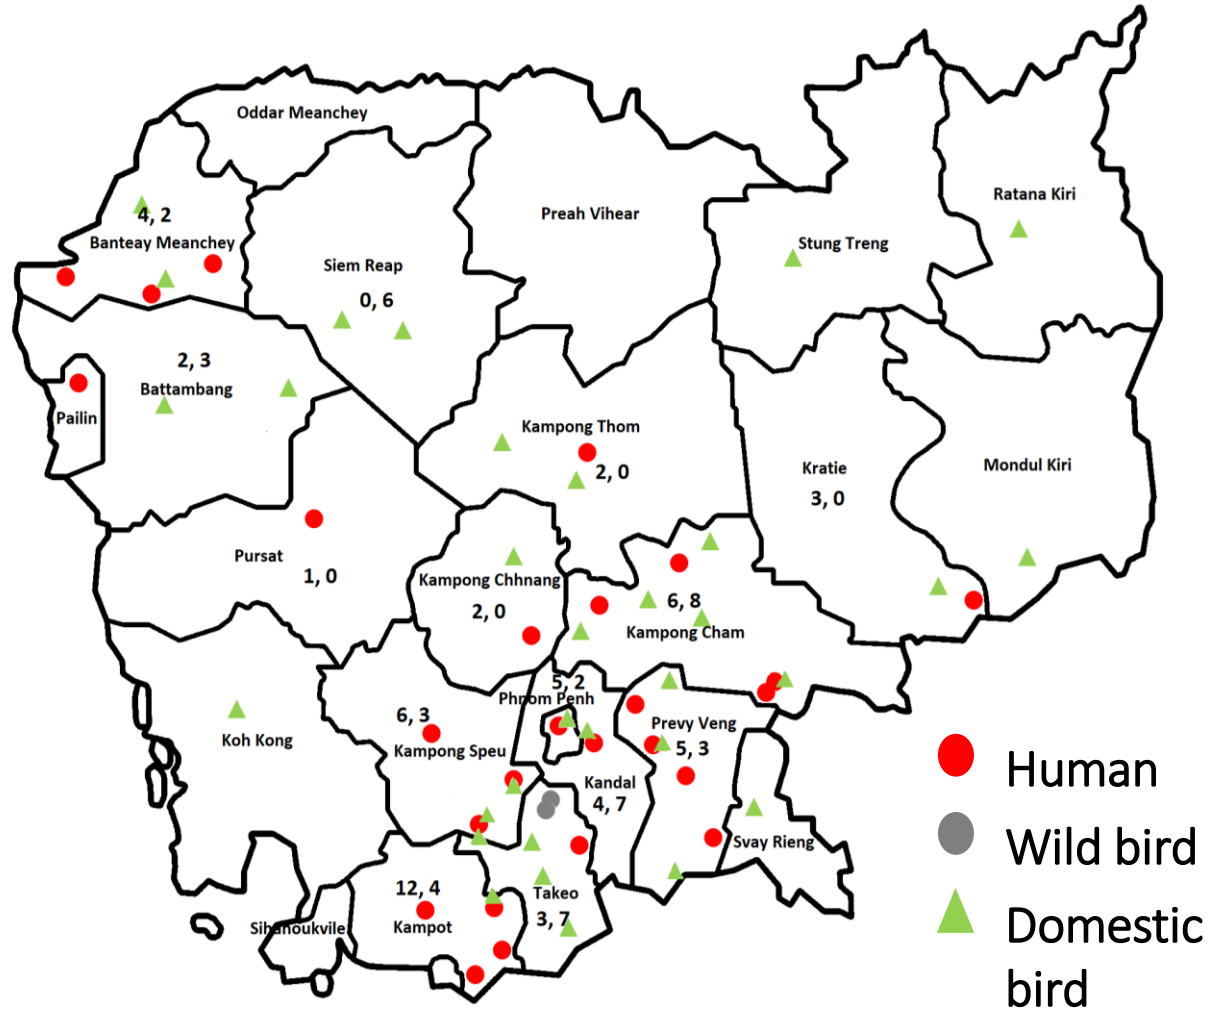 Oddar Meanchey
Ratana Kiri
Preah Vihear
4, 2
Banteay Meanchey
Stung Treng
Siem Reap
0, 6
2, 3
Battambang
Pailin
Kampong Thom
2, 0
Kratie
3, 0
Mondul Kiri
Pursat
1, 0
Kampong Chhnang
2, 0
6, 8
Kampong Cham
5, 2
Phnom Penh
6, 3
Kampong Speu
Prevy Veng
5, 3
Koh Kong
Kandal
4, 7
Svay Rieng
12, 4
Kampot
Takeo
3, 7
Sihanoukvile
Human
Wild bird
Domestic
bird